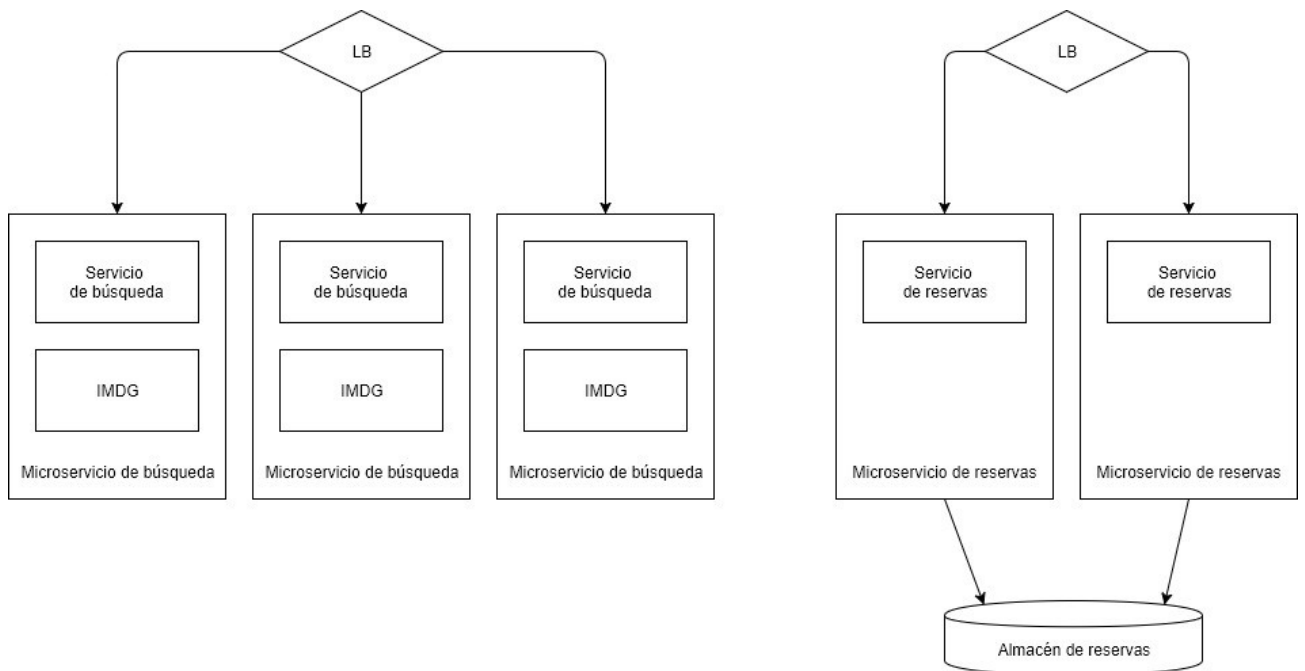 LB
LB
Servicio
de búsqueda
Servicio
de búsqueda
Servicio
de búsqueda
Servicio
de reservas
Servicio
de reservas
IMDG
IMDG
IMDG
Microservicio de búsqueda
Microservicio de búsqueda
Microservicio de búsqueda
Microservicio de reservas
Microservicio de reservas
Almacén de reservas